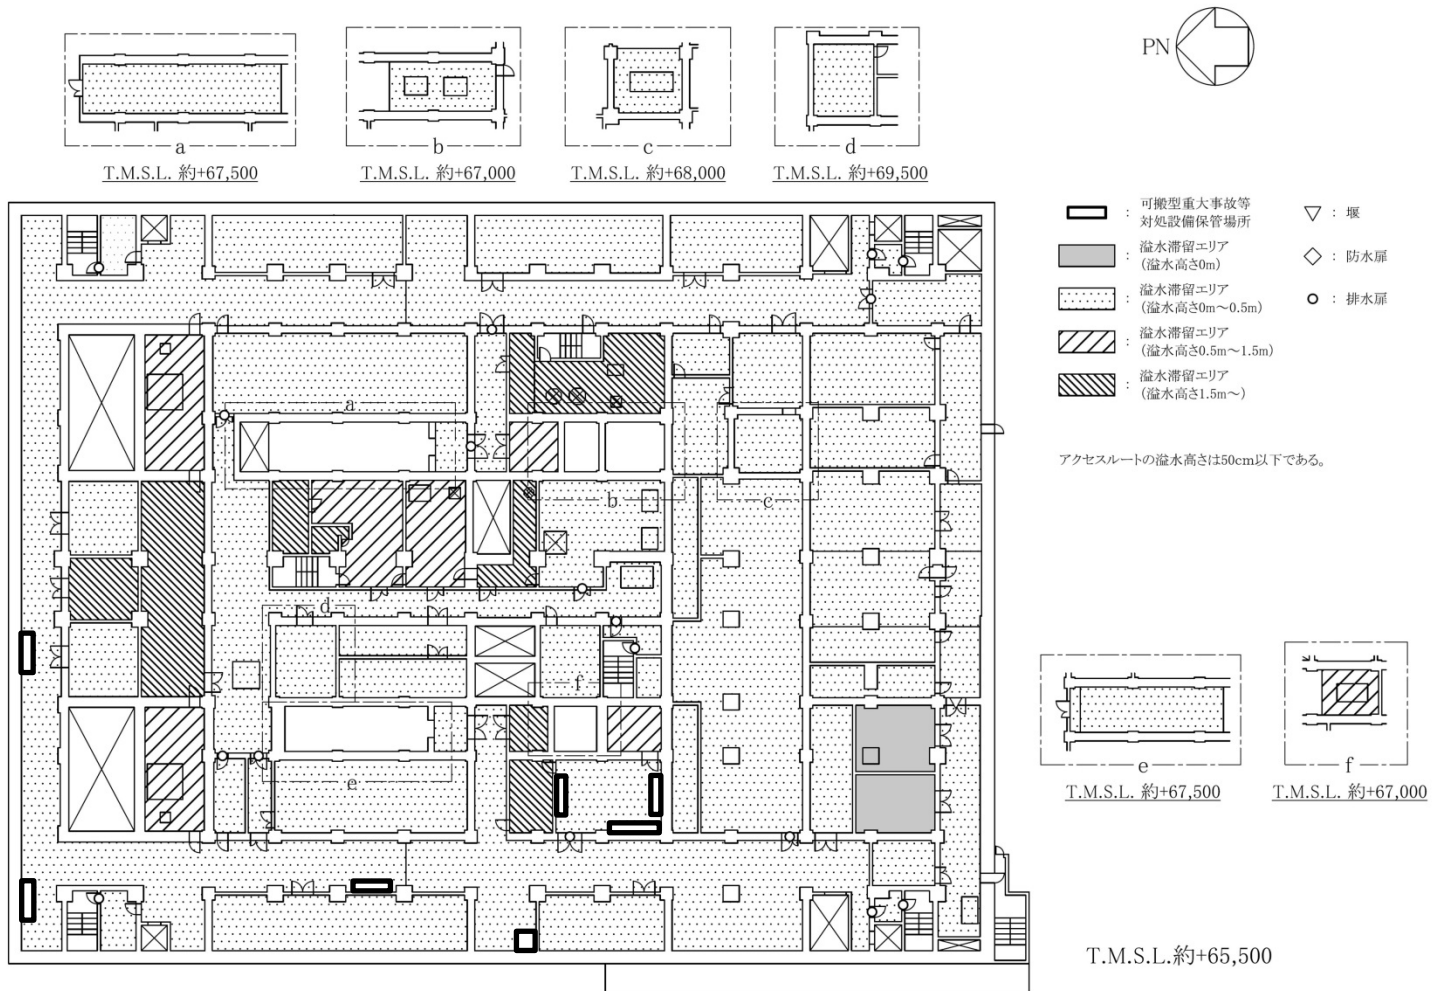 PN
a
T.M.S.L. 約+67,500
b
T.M.S.L. 約+67,000
c
T.M.S.L. 約+68,000
d
T.M.S.L. 約+69,500
: 可搬型重大事故等
対処設備保管場所
: 溢水滞留エリア
(溢水高さ0m)
: 溢水滞留エリア
(溢水高さ0m～0.5m)
: 溢水滞留エリア
(溢水高さ0.5m～1.5m)
: 溢水滞留エリア
(溢水高さ1.5m～)
: 堰
: 防水扉
: 排水扉
アクセスルートの溢水高さは50cm以下である。
a
b
c
d
f
e
e
T.M.S.L. 約+67,500
f
T.M.S.L. 約+67,000
T.M.S.L.約+65,500